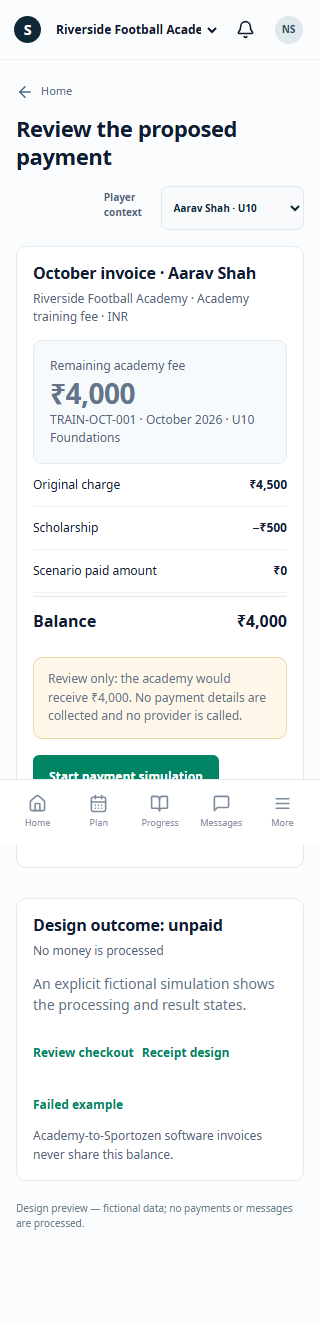 S
Riverside Football Acade
NS
Home
Review the proposed
payment
Player
context
Aarav Shah · U10
October invoice · Aarav Shah
Riverside Football Academy · Academy
training fee · INR
Remaining academy fee
₹4,000
TRAIN-OCT-001 · October 2026 · U10
Foundations
Original charge ₹4,500
Scholarship −₹500
Scenario paid amount ₹0
Balance ₹4,000
Review only: the academy would
receive ₹4,000. No payment details are
collected and no provider is called.
Start payment simulation
Home Plan Progress Messages More
Design outcome: unpaid
No money is processed
An explicit fictional simulation shows
the processing and result states.
Review checkout Receipt design
Failed example
Academy-to-Sportozen software invoices
never share this balance.
Design preview — fictional data; no payments or messages
are processed.